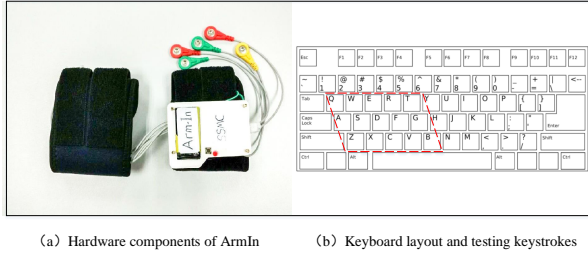 Arm-In
Esc F1 F2 F3 F4 F5 F6 F7 F8 F9 F10 F11 F12
~ ! @ # $ % ^ & * ( ) _ + | <--
1 2 3 4 5 6 7 8 9 0 - = \
Tab Q W E R T Y U I O P { }
[ ]
Caps Lock A S D F G H J K L : " Enter
; '
Shift Z X C V B N M < > ? Shift
, . /
Ctrl Alt Alt Ctrl
(a) Hardware components of ArmIn
(b) Keyboard layout and testing keystrokes